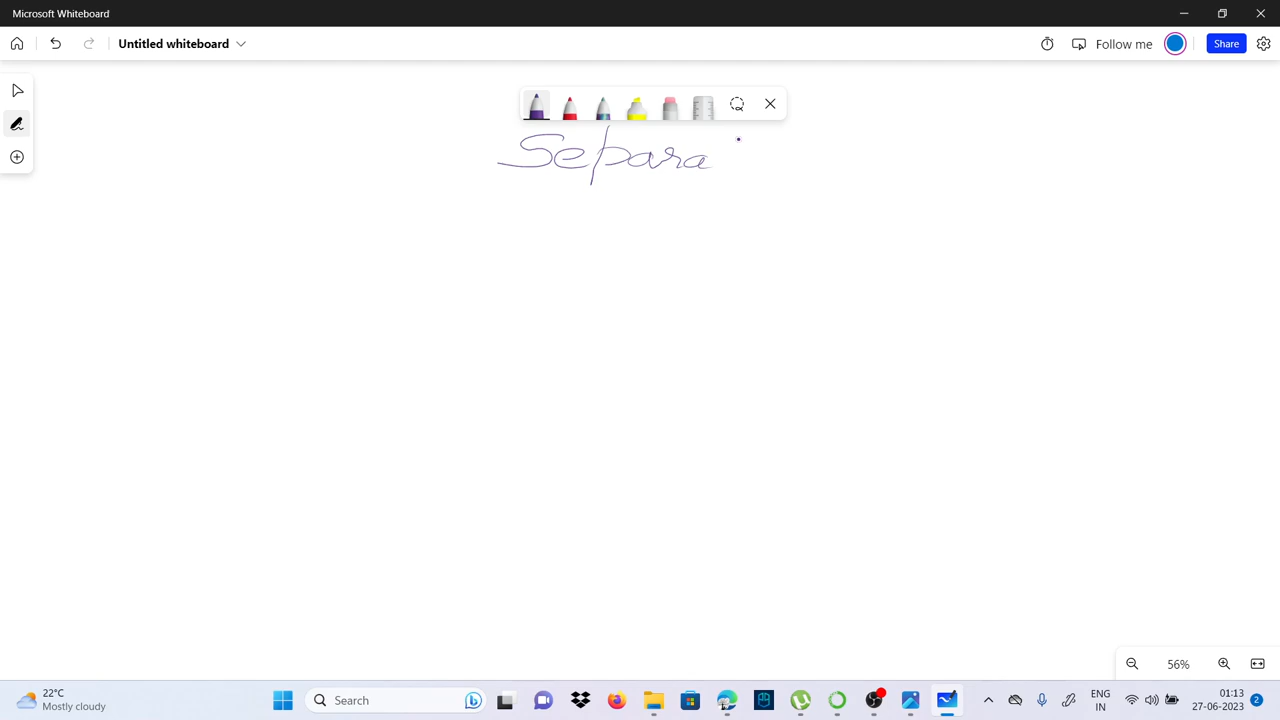 Microsoft Whiteboard
Untitled whiteboard
Follow me
Share
Separa
56%
22°C
Mostly cloudy
Search
ENG
IN
01:13
27-06-2023
2